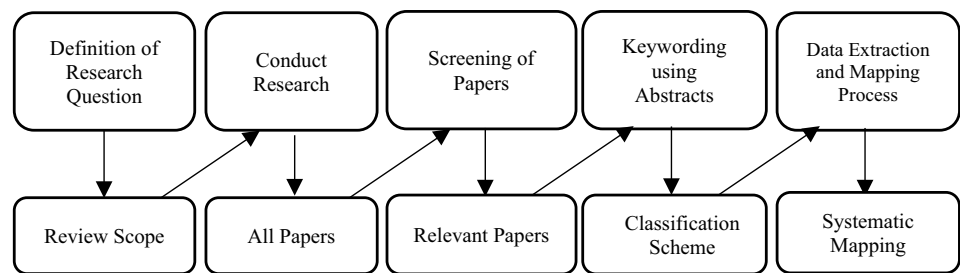 Definition of
Research
Question
Conduct
Research
Screening of
Papers
Keywording
using
Abstracts
Data Extraction
and Mapping
Process
Review Scope
All Papers
Relevant Papers
Classification
Scheme
Systematic
Mapping